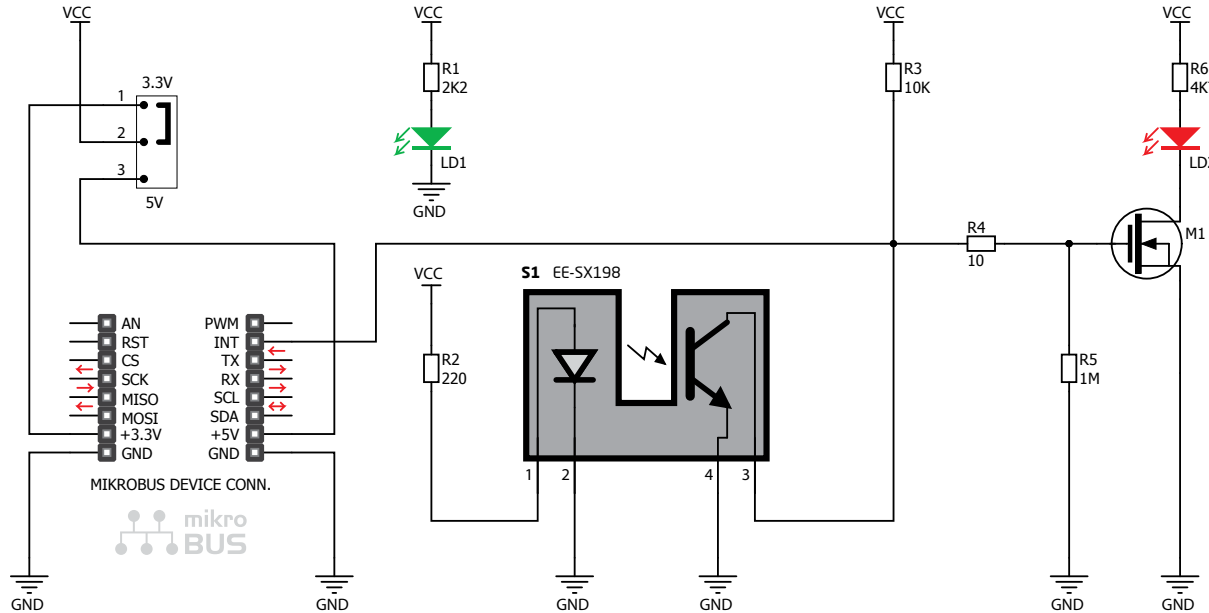 VCC
VCC
VCC
VCC
3.3V
1
2
3
5V
R1
2K2
LD1
GND
R3
10K
R6
4K
LD
R4
10
M1
VCC
S1 EE-SX198
R2
220
R5
1M
1
2
4
3
AN
RST
CS
SCK
MISO
MOSI
+3.3V
GND
PWM
INT
TX
RX
SCL
SDA
+5V
GND
MIKROBUS DEVICE CONN.
mikro
BUS
GND
GND
GND
GND
GND
GND